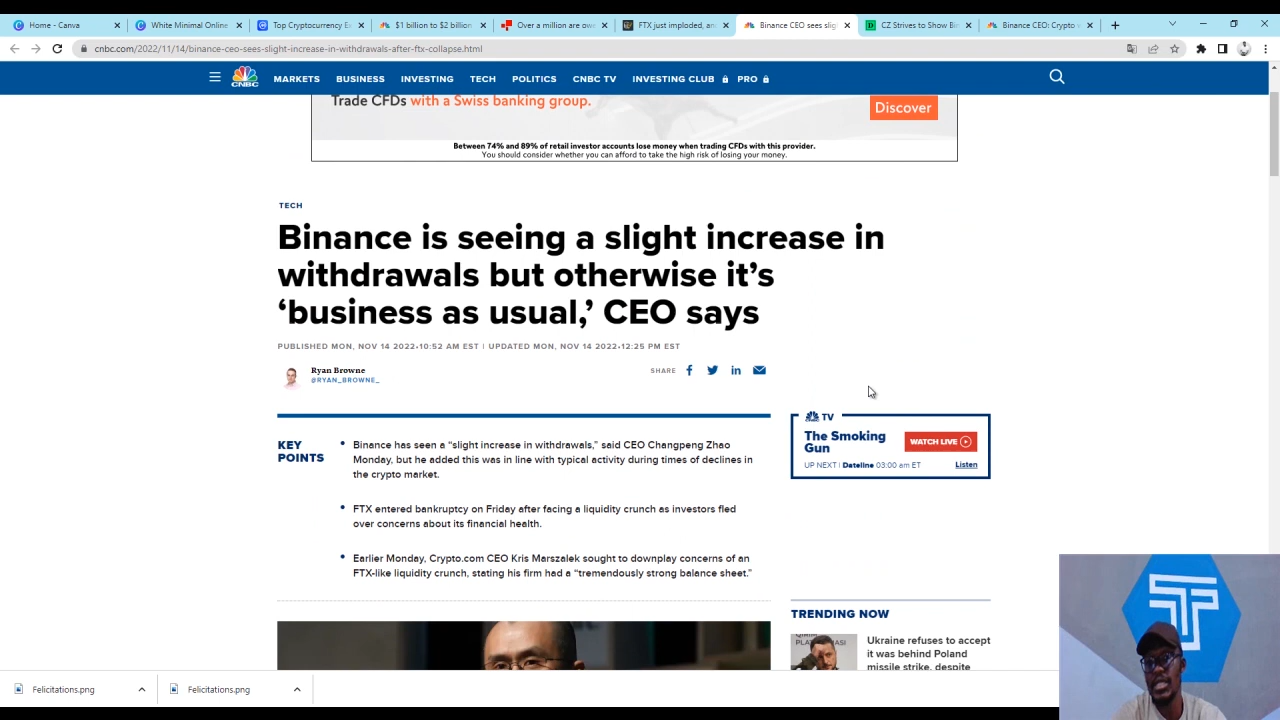 Home - Canva
White Minimal Online
Top Cryptocurrency E
$1 billion to $2 billion
Over a million are owe
FTX just imploded, and
Binance CEO sees sli
CZ Strives to Show Bi
Binance CEO: Crypto
cnbc.com/2022/11/14/binance-ceo-sees-slight-increase-in-withdrawals-after-ftx-collapse.html
CNBC
MARKETS BUSINESS INVESTING TECH POLITICS CNBC TV INVESTING CLUB PRO
Trade CFDs with a Swiss banking group.
Discover
Between 74% and 89% of retail investor accounts lose money when trading CFDs with this provider.
You should consider whether you can afford to take the high risk of losing your money.
TECH
Binance is seeing a slight increase in
withdrawals but otherwise it’s
‘business as usual,’ CEO says
PUBLISHED MON, NOV 14 2022•10:52 AM EST | UPDATED MON, NOV 14 2022•12:25 PM EST
Ryan Browne
@RYAN_BROWNE_
SHARE
KEY
POINTS
Binance has seen a “slight increase in withdrawals,” said CEO Changpeng Zhao
Monday, but he added this was in line with typical activity during times of declines in
the crypto market.
FTX entered bankruptcy on Friday after facing a liquidity crunch as investors fled
over concerns about its financial health.
Earlier Monday, Crypto.com CEO Kris Marszalek sought to downplay concerns of an
FTX-like liquidity crunch, stating his firm had a “tremendously strong balance sheet.”
TV
The Smoking
Gun
WATCH LIVE
UP NEXT | Dateline 03:00 am ET
Listen
TRENDING NOW
Ukraine refuses to accept
it was behind Poland
missile strike, despite
Felicitations.png
Felicitations.png